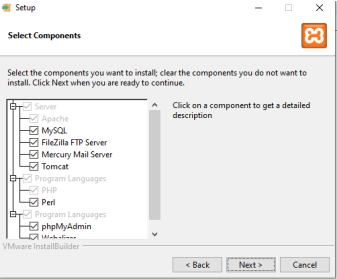 Setup
Select Components
Select the components you want to install; clear the components you do not want to
install. Click Next when you are ready to continue.
Server
Apache
MySQL
FileZilla FTP Server
Mercury Mail Server
Tomcat
Program Languages
PHP
Perl
Program Languages
phpMyAdmin
Webalizer
Click on a component to get a detailed
description
VMware InstallBuilder
< Back
Next >
Cancel